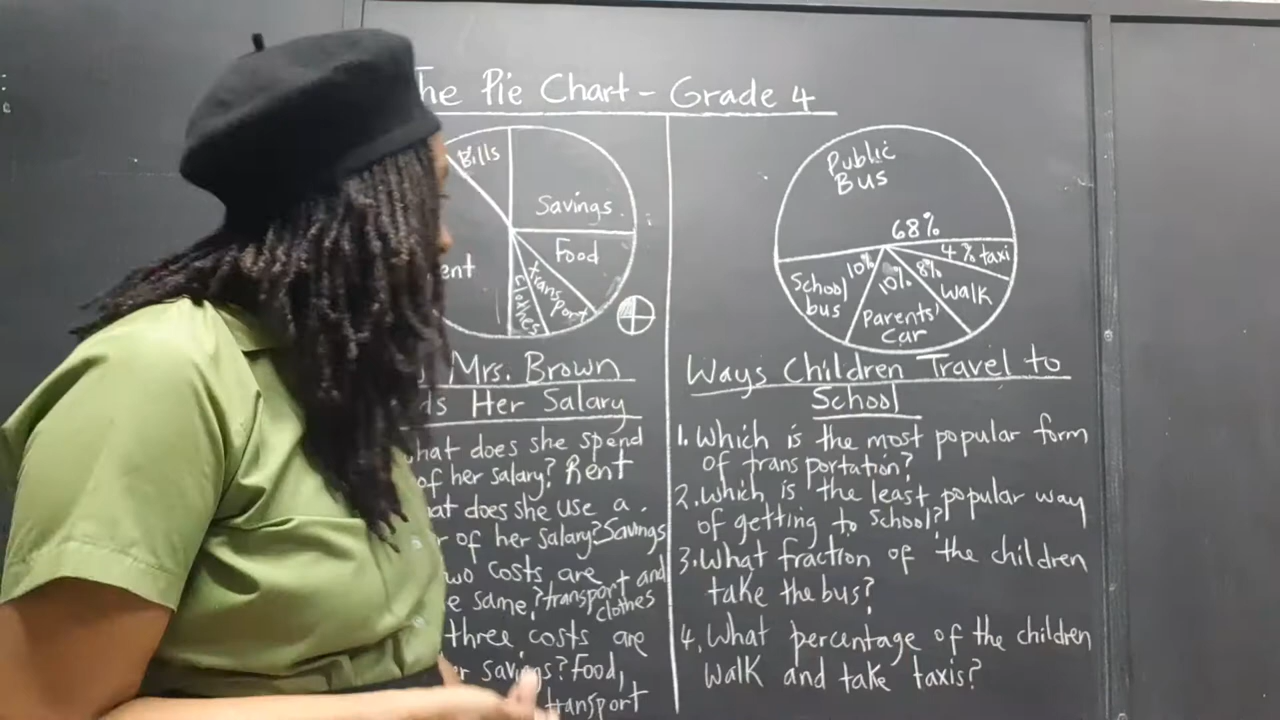 he Pie Chart - Grade 4
Bills
Savings
Food
transport
clothes
ent
Mrs. Brown
ds Her Salary
hat does she spend
of her salary? Rent
at does she use a
r of her salary? Savings
wo costs are
e same? transport and
clothes
three costs are
r savings? Food,
transport
Public
Bus
68%
4% taxi
8%
Walk
10%
Parents'
Car
10%
School
bus
Ways Children Travel to
School
1. Which is the most popular form
of transportation?
2. Which is the least popular way
of getting to school?
3. What fraction of the children
take the bus?
4. What percentage of the children
walk and take taxis?